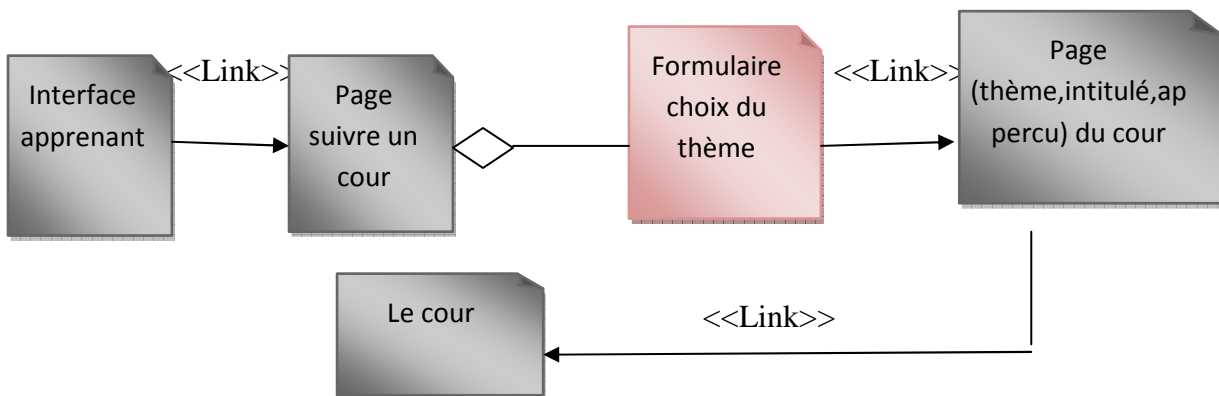 Interface
apprenant
<<Link>>
Page
suivre un
cour
Formulaire
choix du
thème
<<Link>>
Page
(thème,intitulé,ap
percu) du cour
<<Link>>
Le cour